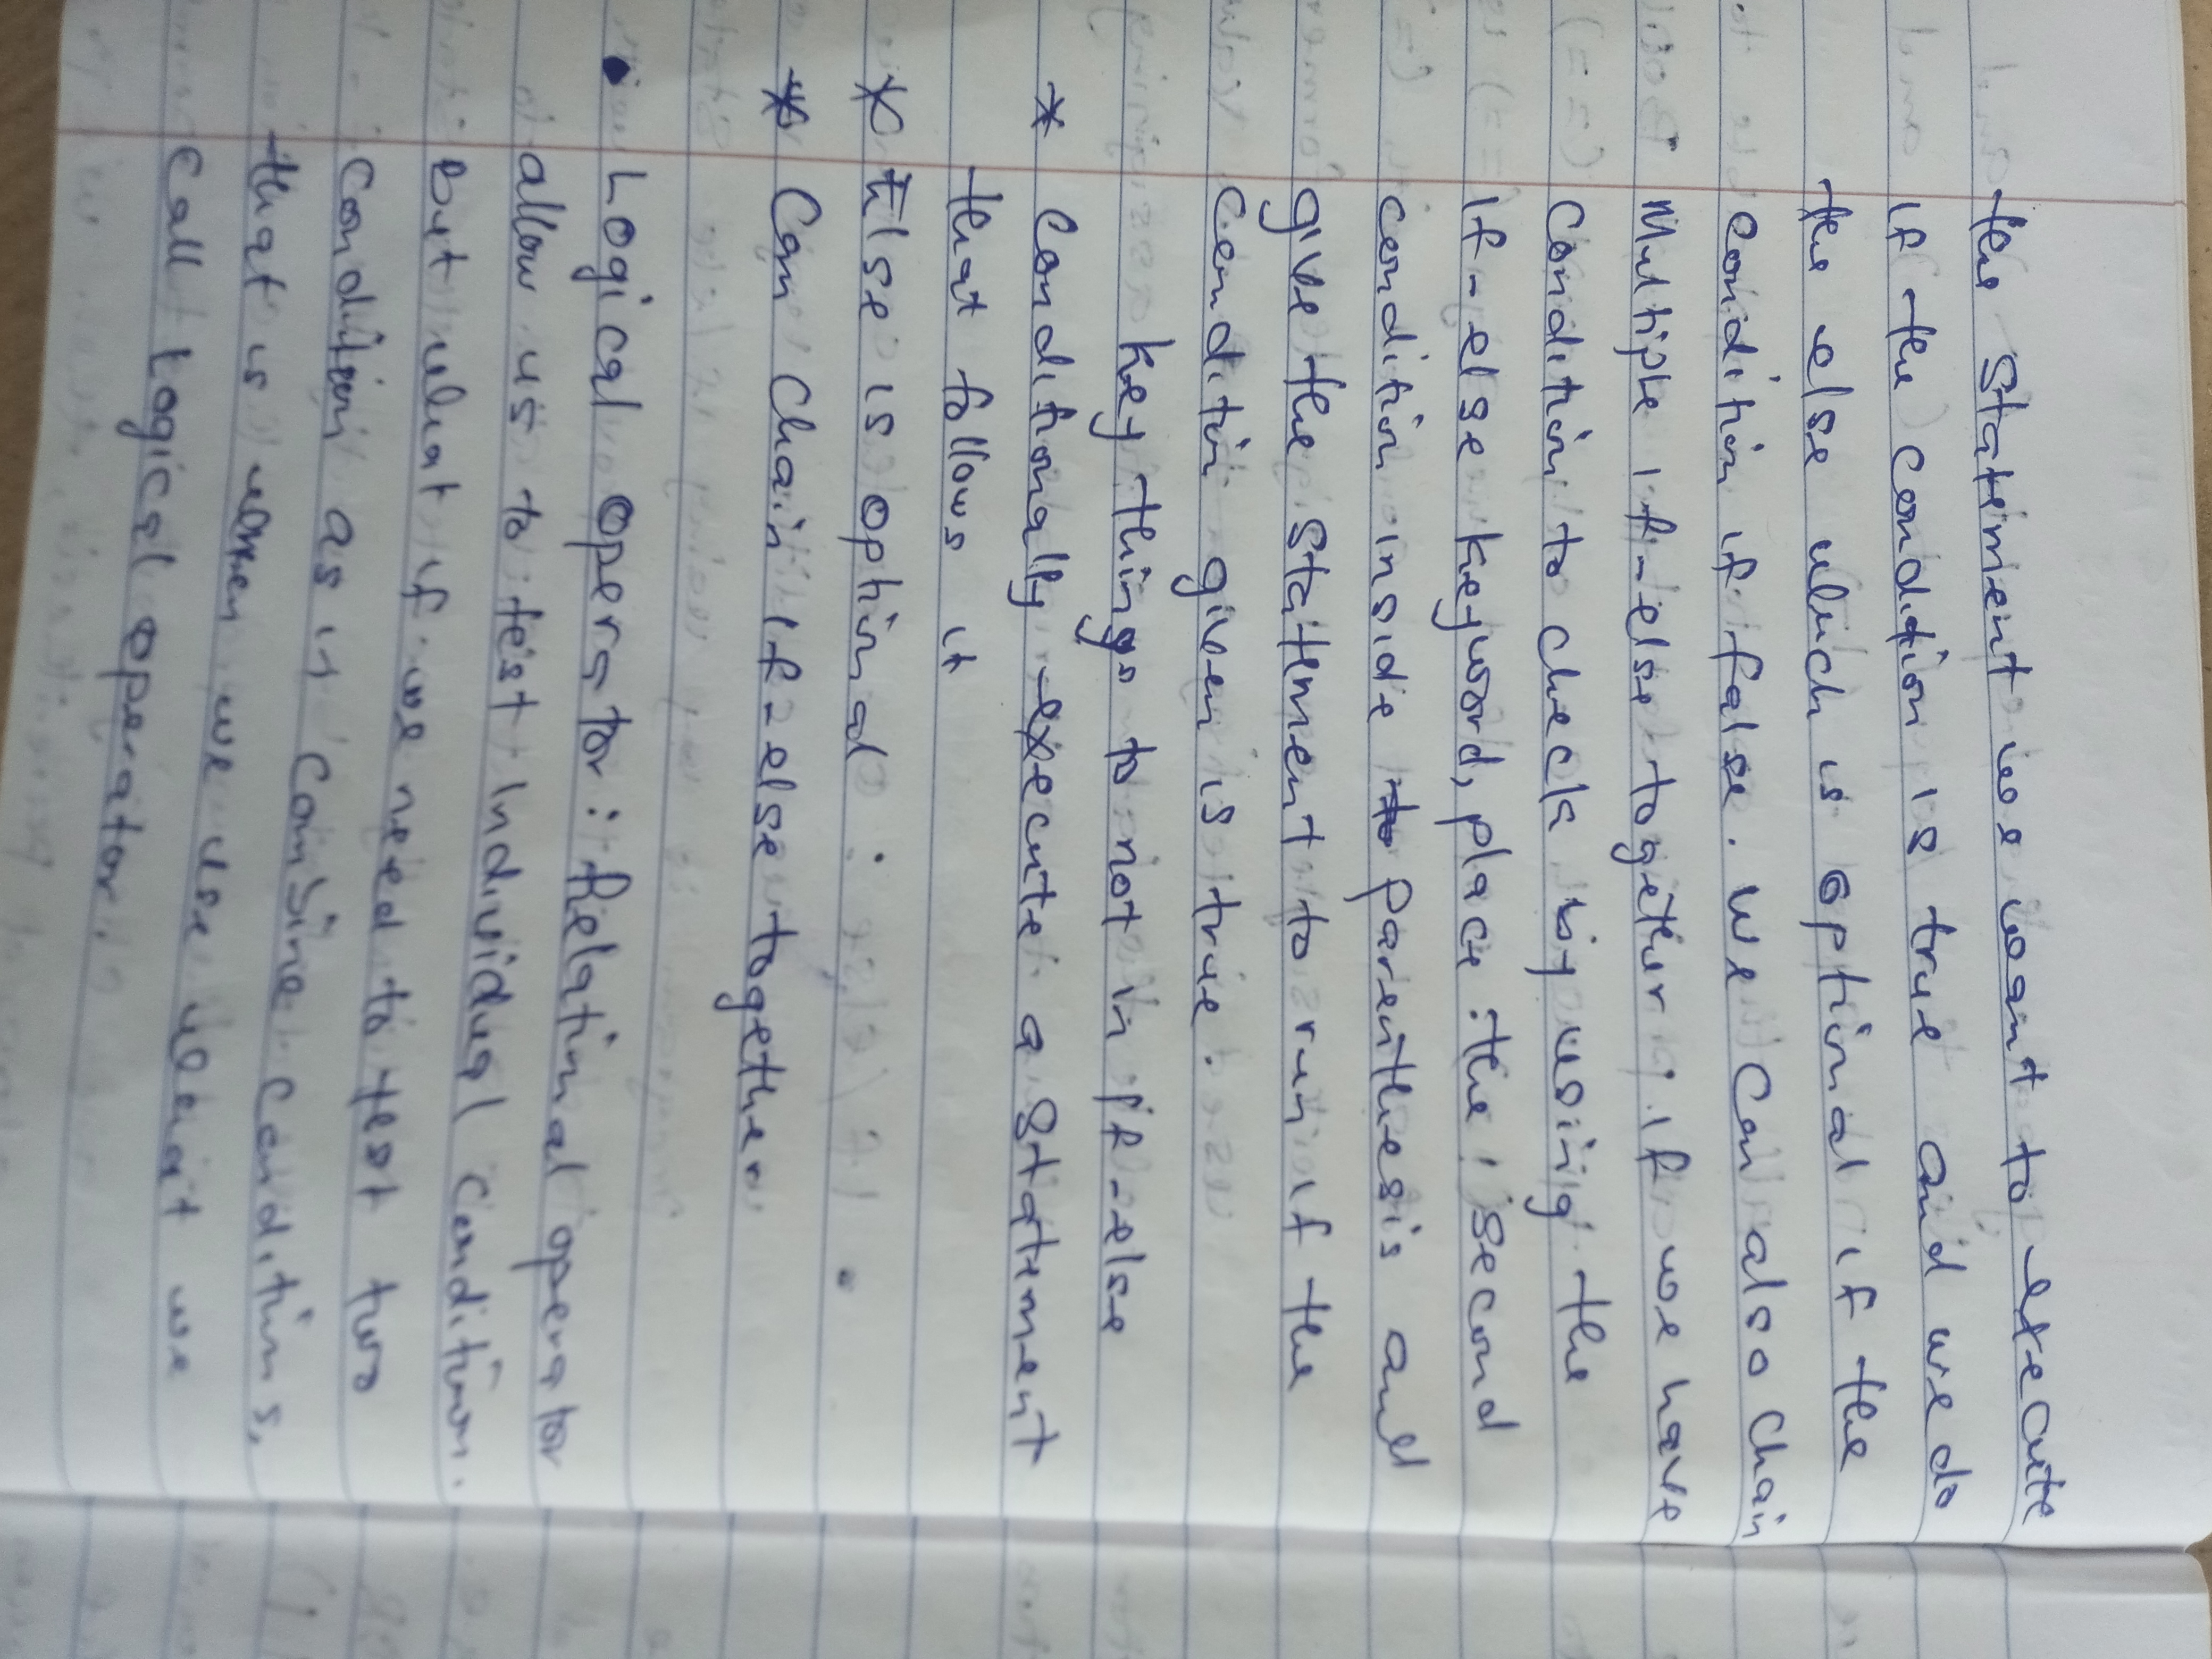 the statement we want to execute
if the condition is true and we do
the else which is optional if the
condition if false. We can also chain
Multiple if-else together if we have
condition to check by using the
if-else keyword, place the second
condition inside parenthesis and
give the statement to run if the
condition given is true.
key things to not in if-else
* Conditionally execute a statement
that follows it
* Else is optional
* Can chain if-else together
• Logical Operator: Relational operator
allow us to test individual condition.
But what if we need to test two
condition as in combine conditions,
that is when we use what we
call logical operator.